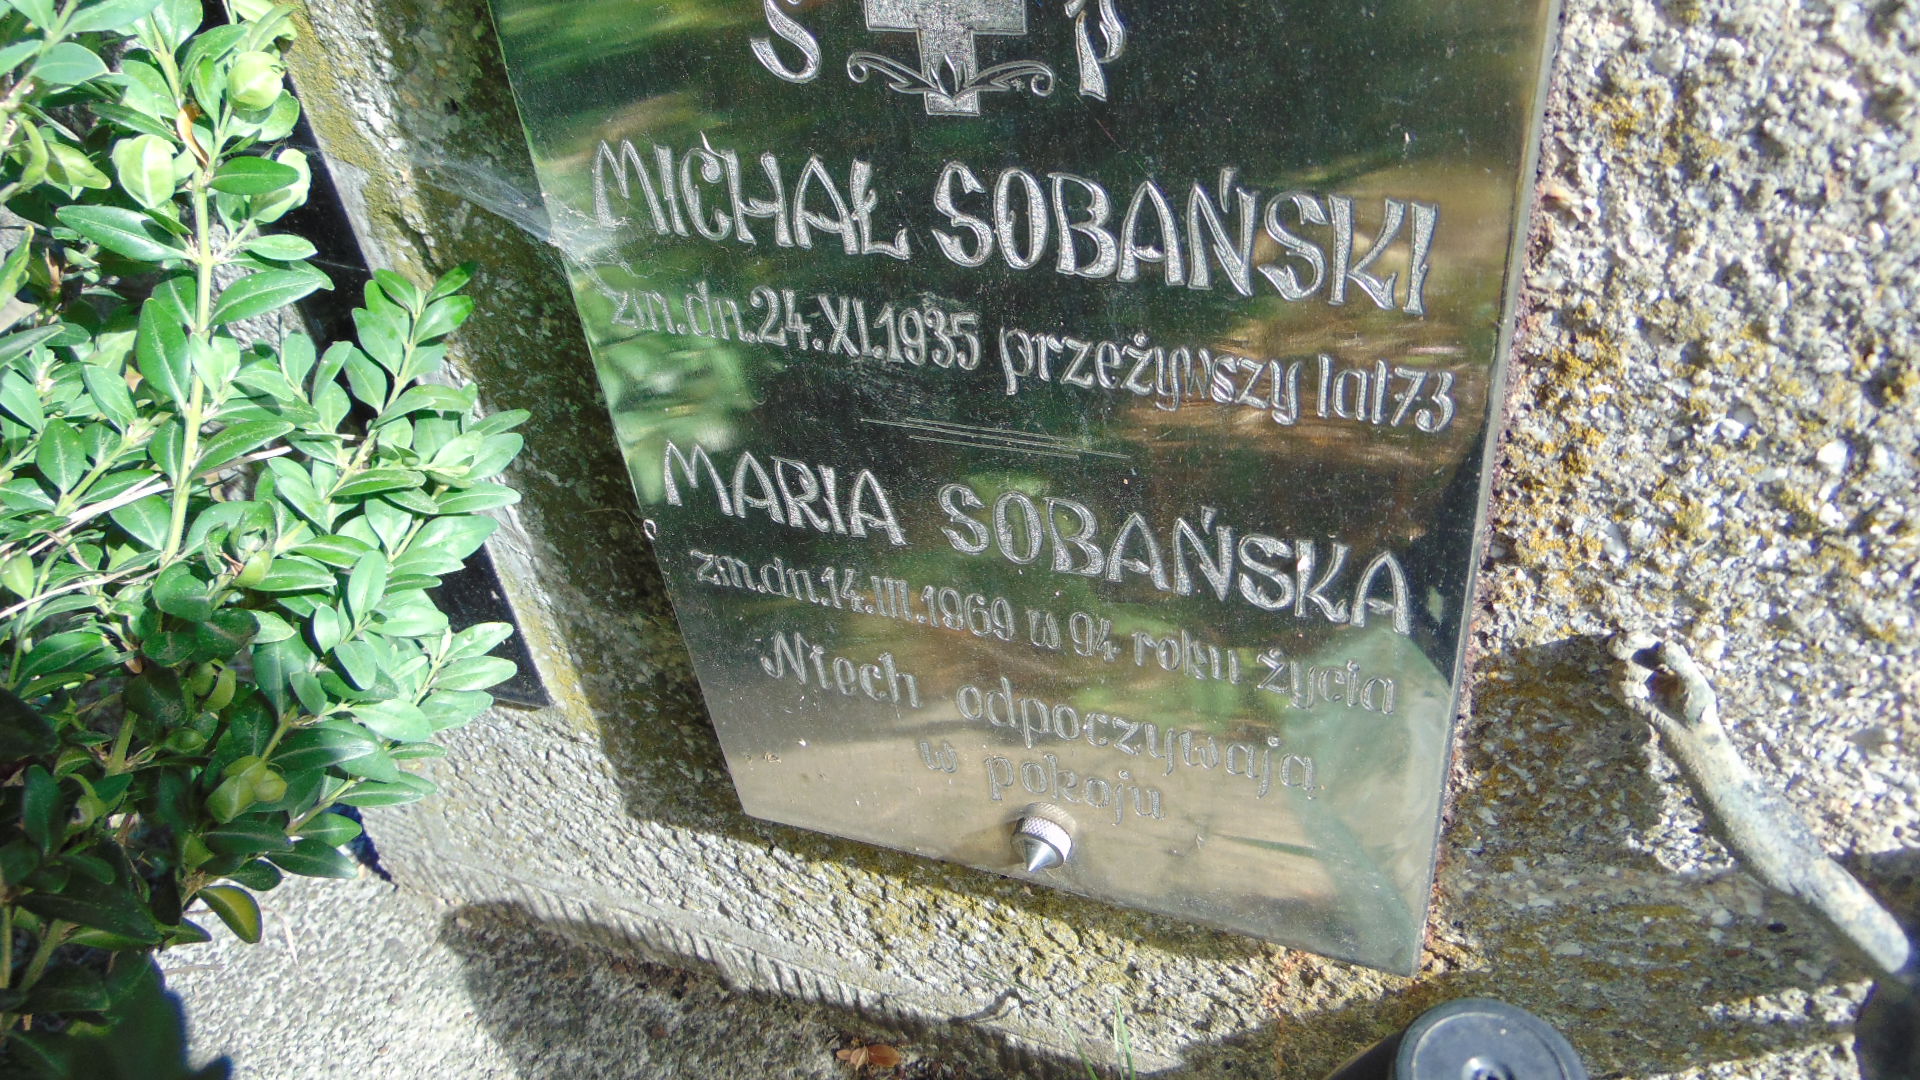 Ś P
MICHAŁ SOBAŃSKI
zm.dn.24.XI.1935 przeżywszy lat 73
MARIA SOBAŃSKA
zm.dn.14.III.1969 w 94 roku życia
Niech odpoczywają
w pokoju